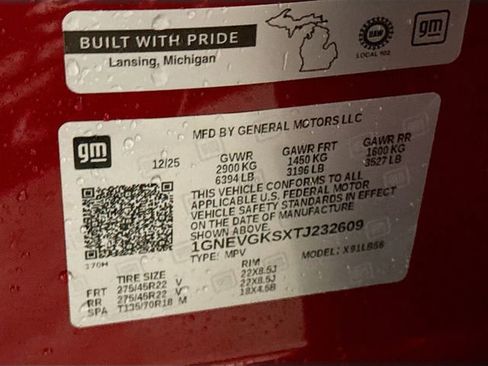 BUILT WITH PRIDE
Lansing, Michigan
UAW
LOCAL 602
gm
gm
MFD BY GENERAL MOTORS LLC
12/25 GVWR GAWR FRT GAWR RR
2900 KG 1450 KG 1600 KG
6394 LB 3196 LB 3527 LB
THIS VEHICLE CONFORMS TO ALL
APPLICABLE U.S. FEDERAL MOTOR
VEHICLE SAFETY STANDARDS IN EFFECT
ON THE DATE OF MANUFACTURE
SHOWN ABOVE.
1GNEVGKSXTJ232609
TYPE: MPV MODEL: X91LB56
170H
TIRE SIZE RIM
FRT 275/45R22 V 22X8.5J
RR 275/45R22 V 22X8.5J
SPA T135/70R18 M 18X4.5B